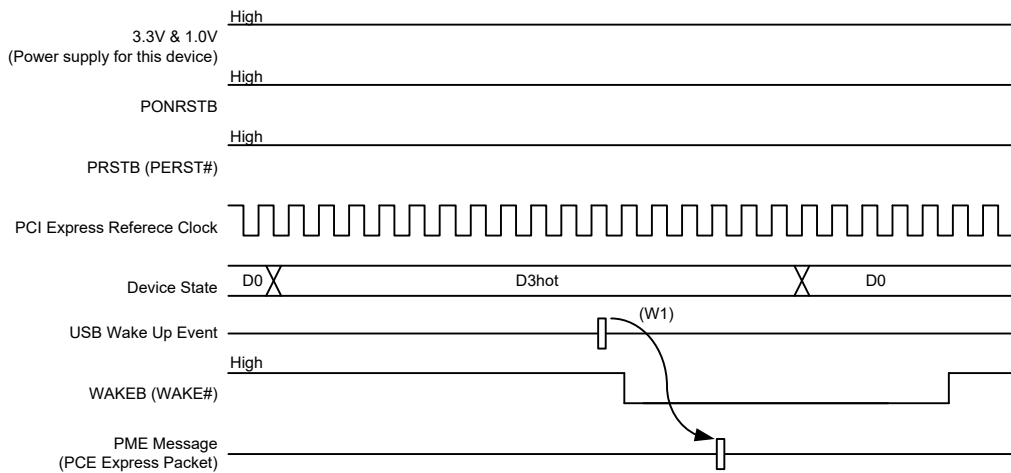 High
3.3V & 1.0V
(Power supply for this device)
High
PONRSTB
High
PRSTB (PERST#)
PCI Express Referece Clock
Device State
D0
D3hot
D0
(W1)
USB Wake Up Event
High
WAKEB (WAKE#)
PME Message
(PCE Express Packet)